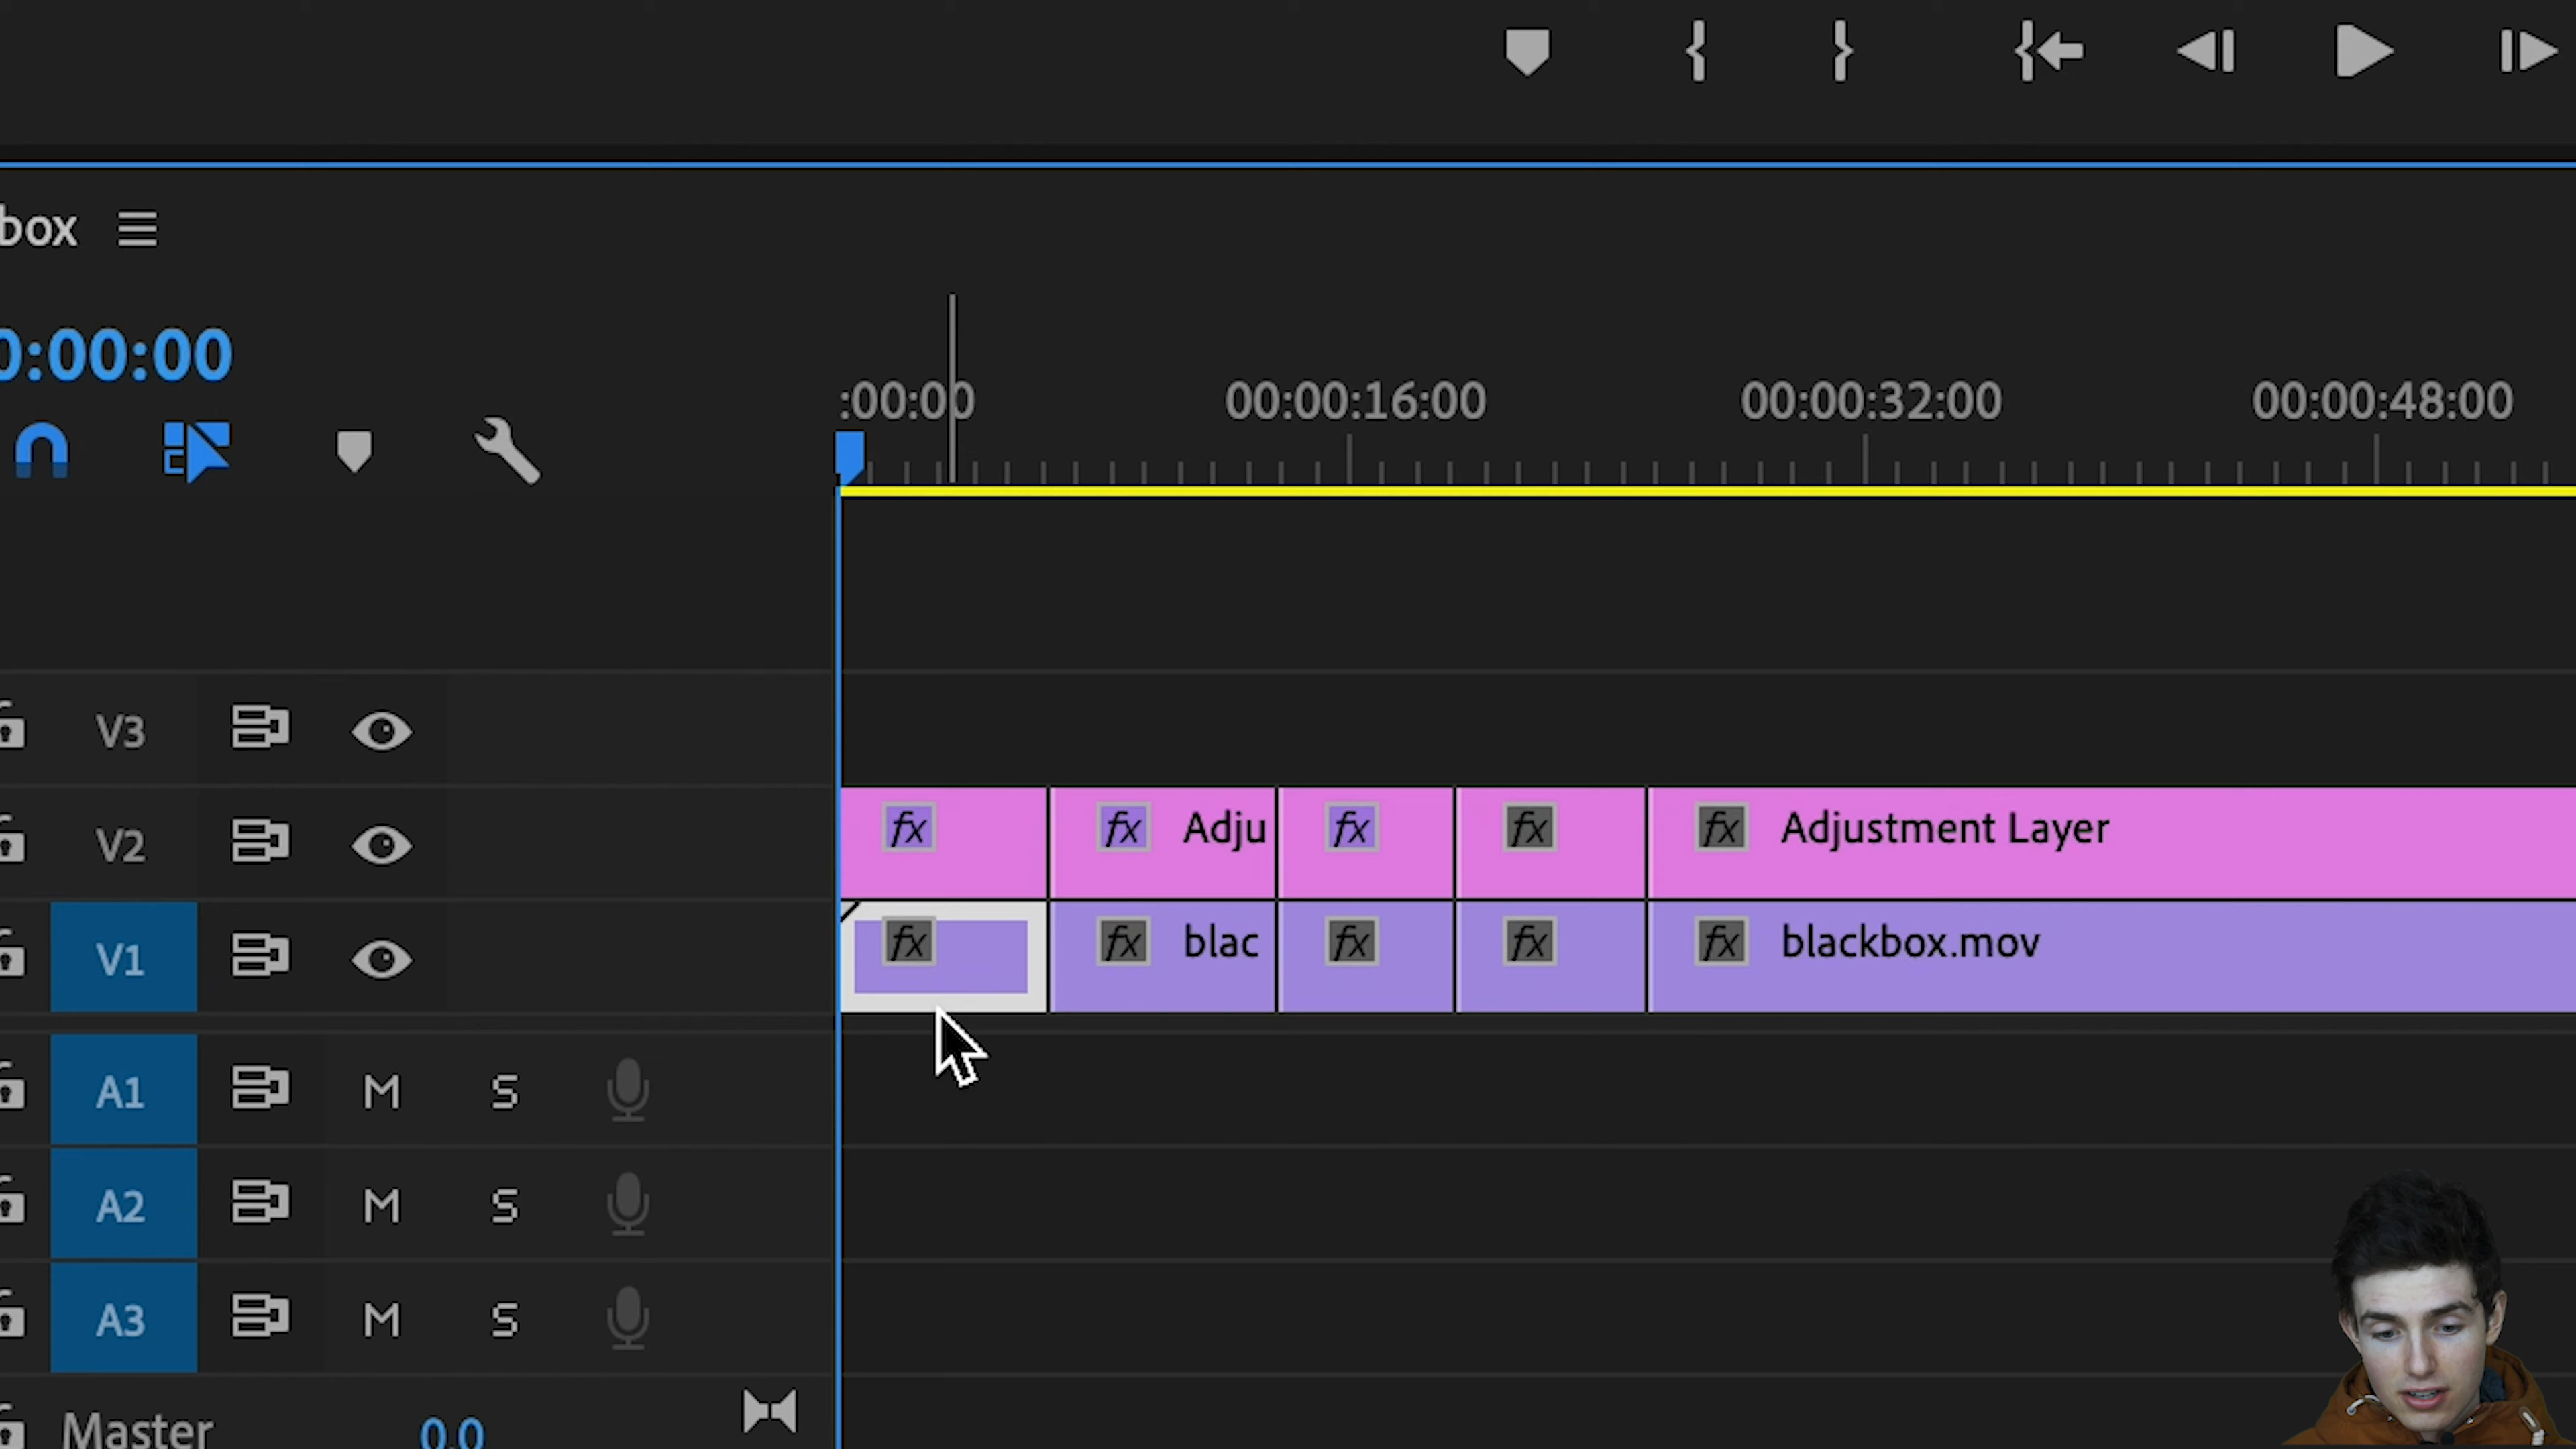 box
0:00:00
:00:00 00:00:16:00 00:00:32:00 00:00:48:00
V3
V2 fx fx Adju fx fx fx Adjustment Layer
V1 fx fx blac fx fx fx blackbox.mov
A1 M S
A2 M S
A3 M S
Master 0.0